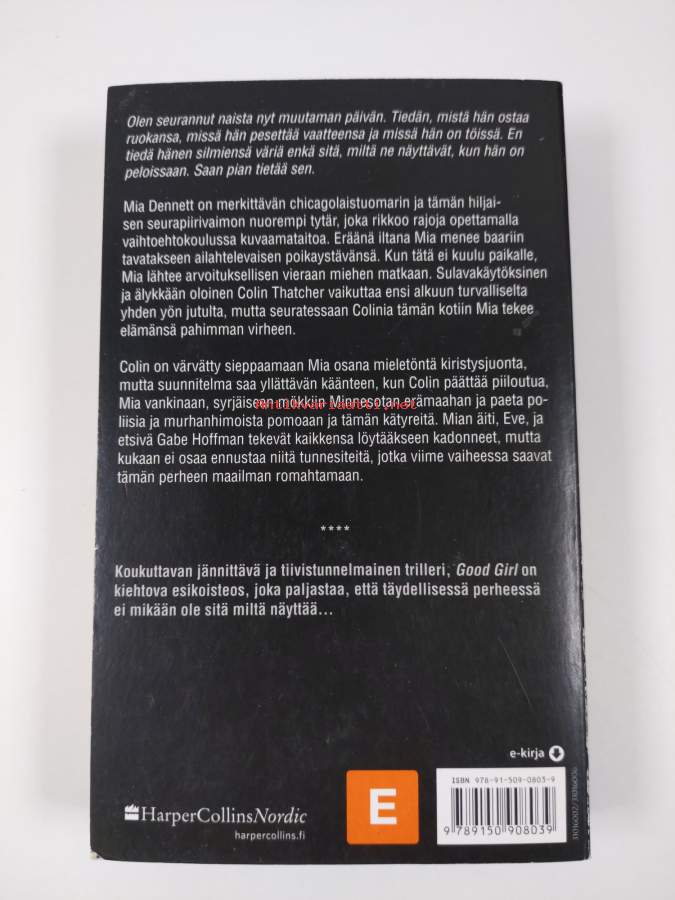 Olen seurannut naista nyt muutaman päivän. Tiedän, mistä hän ostaa
ruokansa, missä hän pesettää vaatteensa ja missä hän on töissä. En
tiedä hänen silmiensä väriä enkä sitä, miltä ne näyttävät, kun hän on
peloissaan. Saan pian tietää sen.
Mia Dennett on merkittävän chicagolaistuomarin ja tämän hiljai-
sen seurapiirivaimon nuorempi tytär, joka rikkoo rajoja opettamalla
vaihtoehtokoulussa kuvaamataitoa. Eräänä iltana Mia menee baariin
tavatakseen ailahtelevaisen poikaystävänsä. Kun tätä ei kuulu paikalle,
Mia lähtee arvoituksellisen vieraan miehen matkaan. Sulavakäytöksinen
ja älykkään oloinen Colin Thatcher vaikuttaa ensi alkuun turvalliselta
yhden yön jutulta, mutta seuratessaan Colinia tämän kotiin Mia tekee
elämänsä pahimman virheen.
Colin on värvätty sieppaamaan Mia osana mieletöntä kiristysjuonta,
mutta suunnitelma saa yllättävän käänteen, kun Colin päättää piiloutua,
Mia vankinaan, syrjäiseen mökkiin Minnesotan erämaahan ja paeta po-
Antikvariaatti.net
liisia ja murhanhimoista pomoaan ja tämän kätyreitä. Mian äiti, Eve, ja
etsivä Gabe Hoffman tekevät kaikkensa löytääkseen kadonneet, mutta
kukaan ei osaa ennustaa niitä tunnesiteitä, jotka viime vaiheessa saavat
tämän perheen maailman romahtamaan.
****
Koukuttavan jännittävä ja tiivistunnelmainen trilleri, Good Girl on
kiehtova esikoisteos, joka paljastaa, että täydellisessä perheessä
ei mikään ole sitä miltä näyttää…
e-kirja
ISBN 978-91-509-0803-9
E
HarperCollins Nordic
harpercollins.fi
9 789150 908039